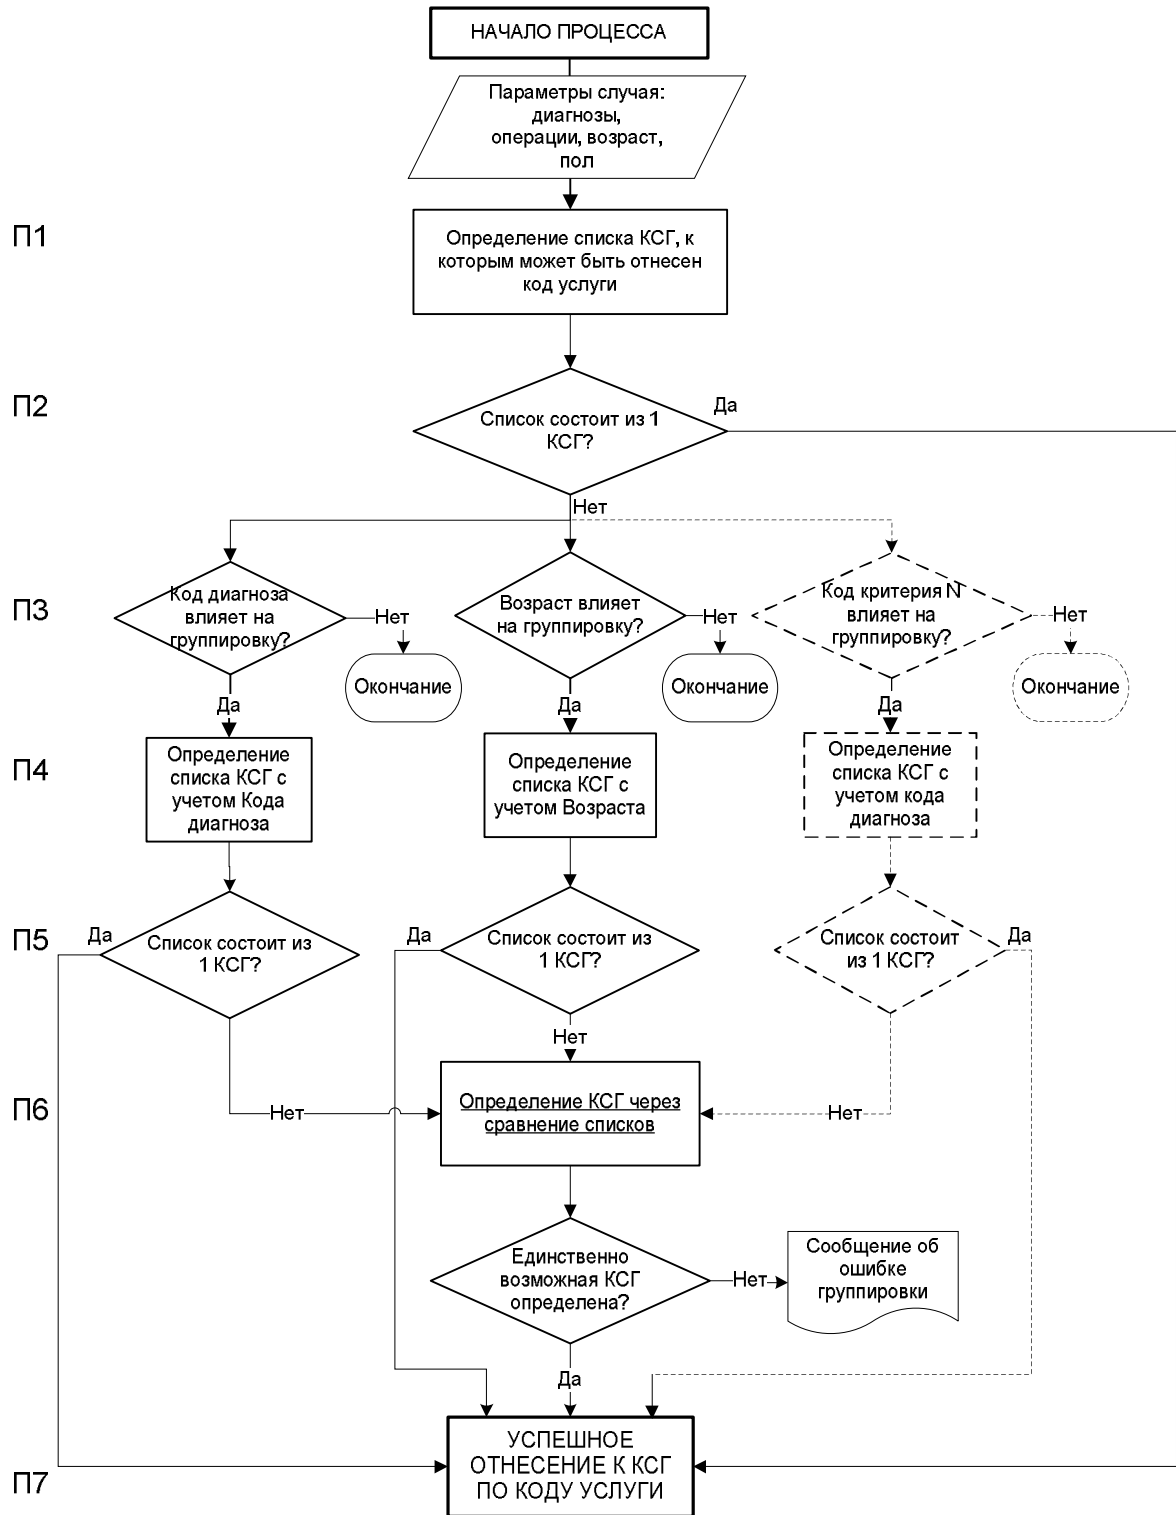 НАЧАЛО ПРОЦЕССА
Параметры случая:
диагнозы,
операции, возраст,
пол
П1
Определение списка КСГ, к
которым может быть отнесен
код услуги
П2
Список состоит из 1
КСГ?
Да
Нет
П3
Код диагноза
влияет на
группировку?
Нет
Окончание
Да
Возраст влияет
на группировку?
Нет
Окончание
Да
Код критерия N
влияет на
группировку?
Нет
Окончание
Да
П4
Определение
списка КСГ с
учетом Кода
диагноза
Определение
списка КСГ с
учетом Возраста
Определение
списка КСГ с
учетом кода
диагноза
П5
Да
Список состоит из
1 КСГ?
Да
Список состоит из
1 КСГ?
Список состоит
из 1 КСГ?
Да
Нет
П6
Нет
Определение КСГ через
сравнение списков
Нет
Единственно
возможная КСГ
определена?
Нет
Сообщение об
ошибке
группировки
Да
П7
УСПЕШНОЕ
ОТНЕСЕНИЕ К КСГ
ПО КОДУ УСЛУГИ